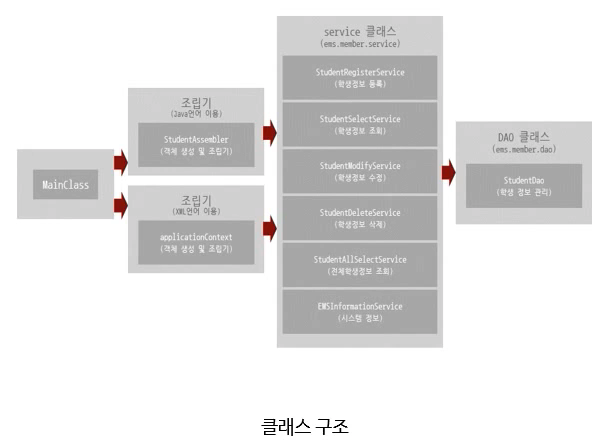 MainClass
조립기
(Java언어 이용)
StudentAssembler
(객체 생성 및 조립기)
조립기
(XML언어 이용)
applicationContext
(객체 생성 및 조립기)
service 클래스
(ems.member.service)
StudentRegisterService
(학생정보 등록)
StudentSelectService
(학생정보 조회)
StudentModifyService
(학생정보 수정)
StudentDeleteService
(학생정보 삭제)
StudentAllSelectService
(전체학생정보 조회)
EMSInformationService
(시스템 정보)
DAO 클래스
(ems.member.dao)
StudentDao
(학생 정보 관리)
클래스 구조